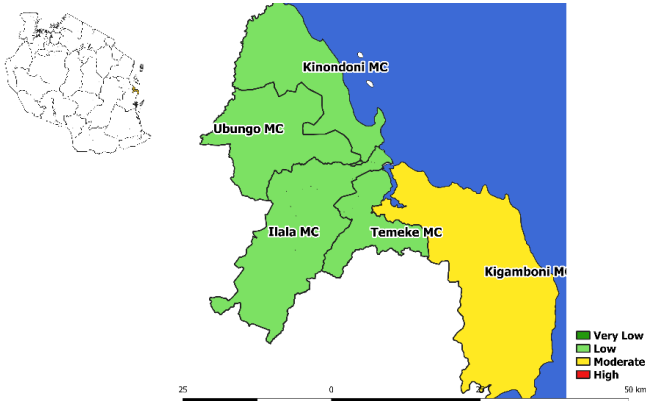 Kinondoni MC
Ubungo MC
Ilala MC
Temeke MC
Kigamboni MC
Very Low
Low
Moderate
High
25 0 25 50 km